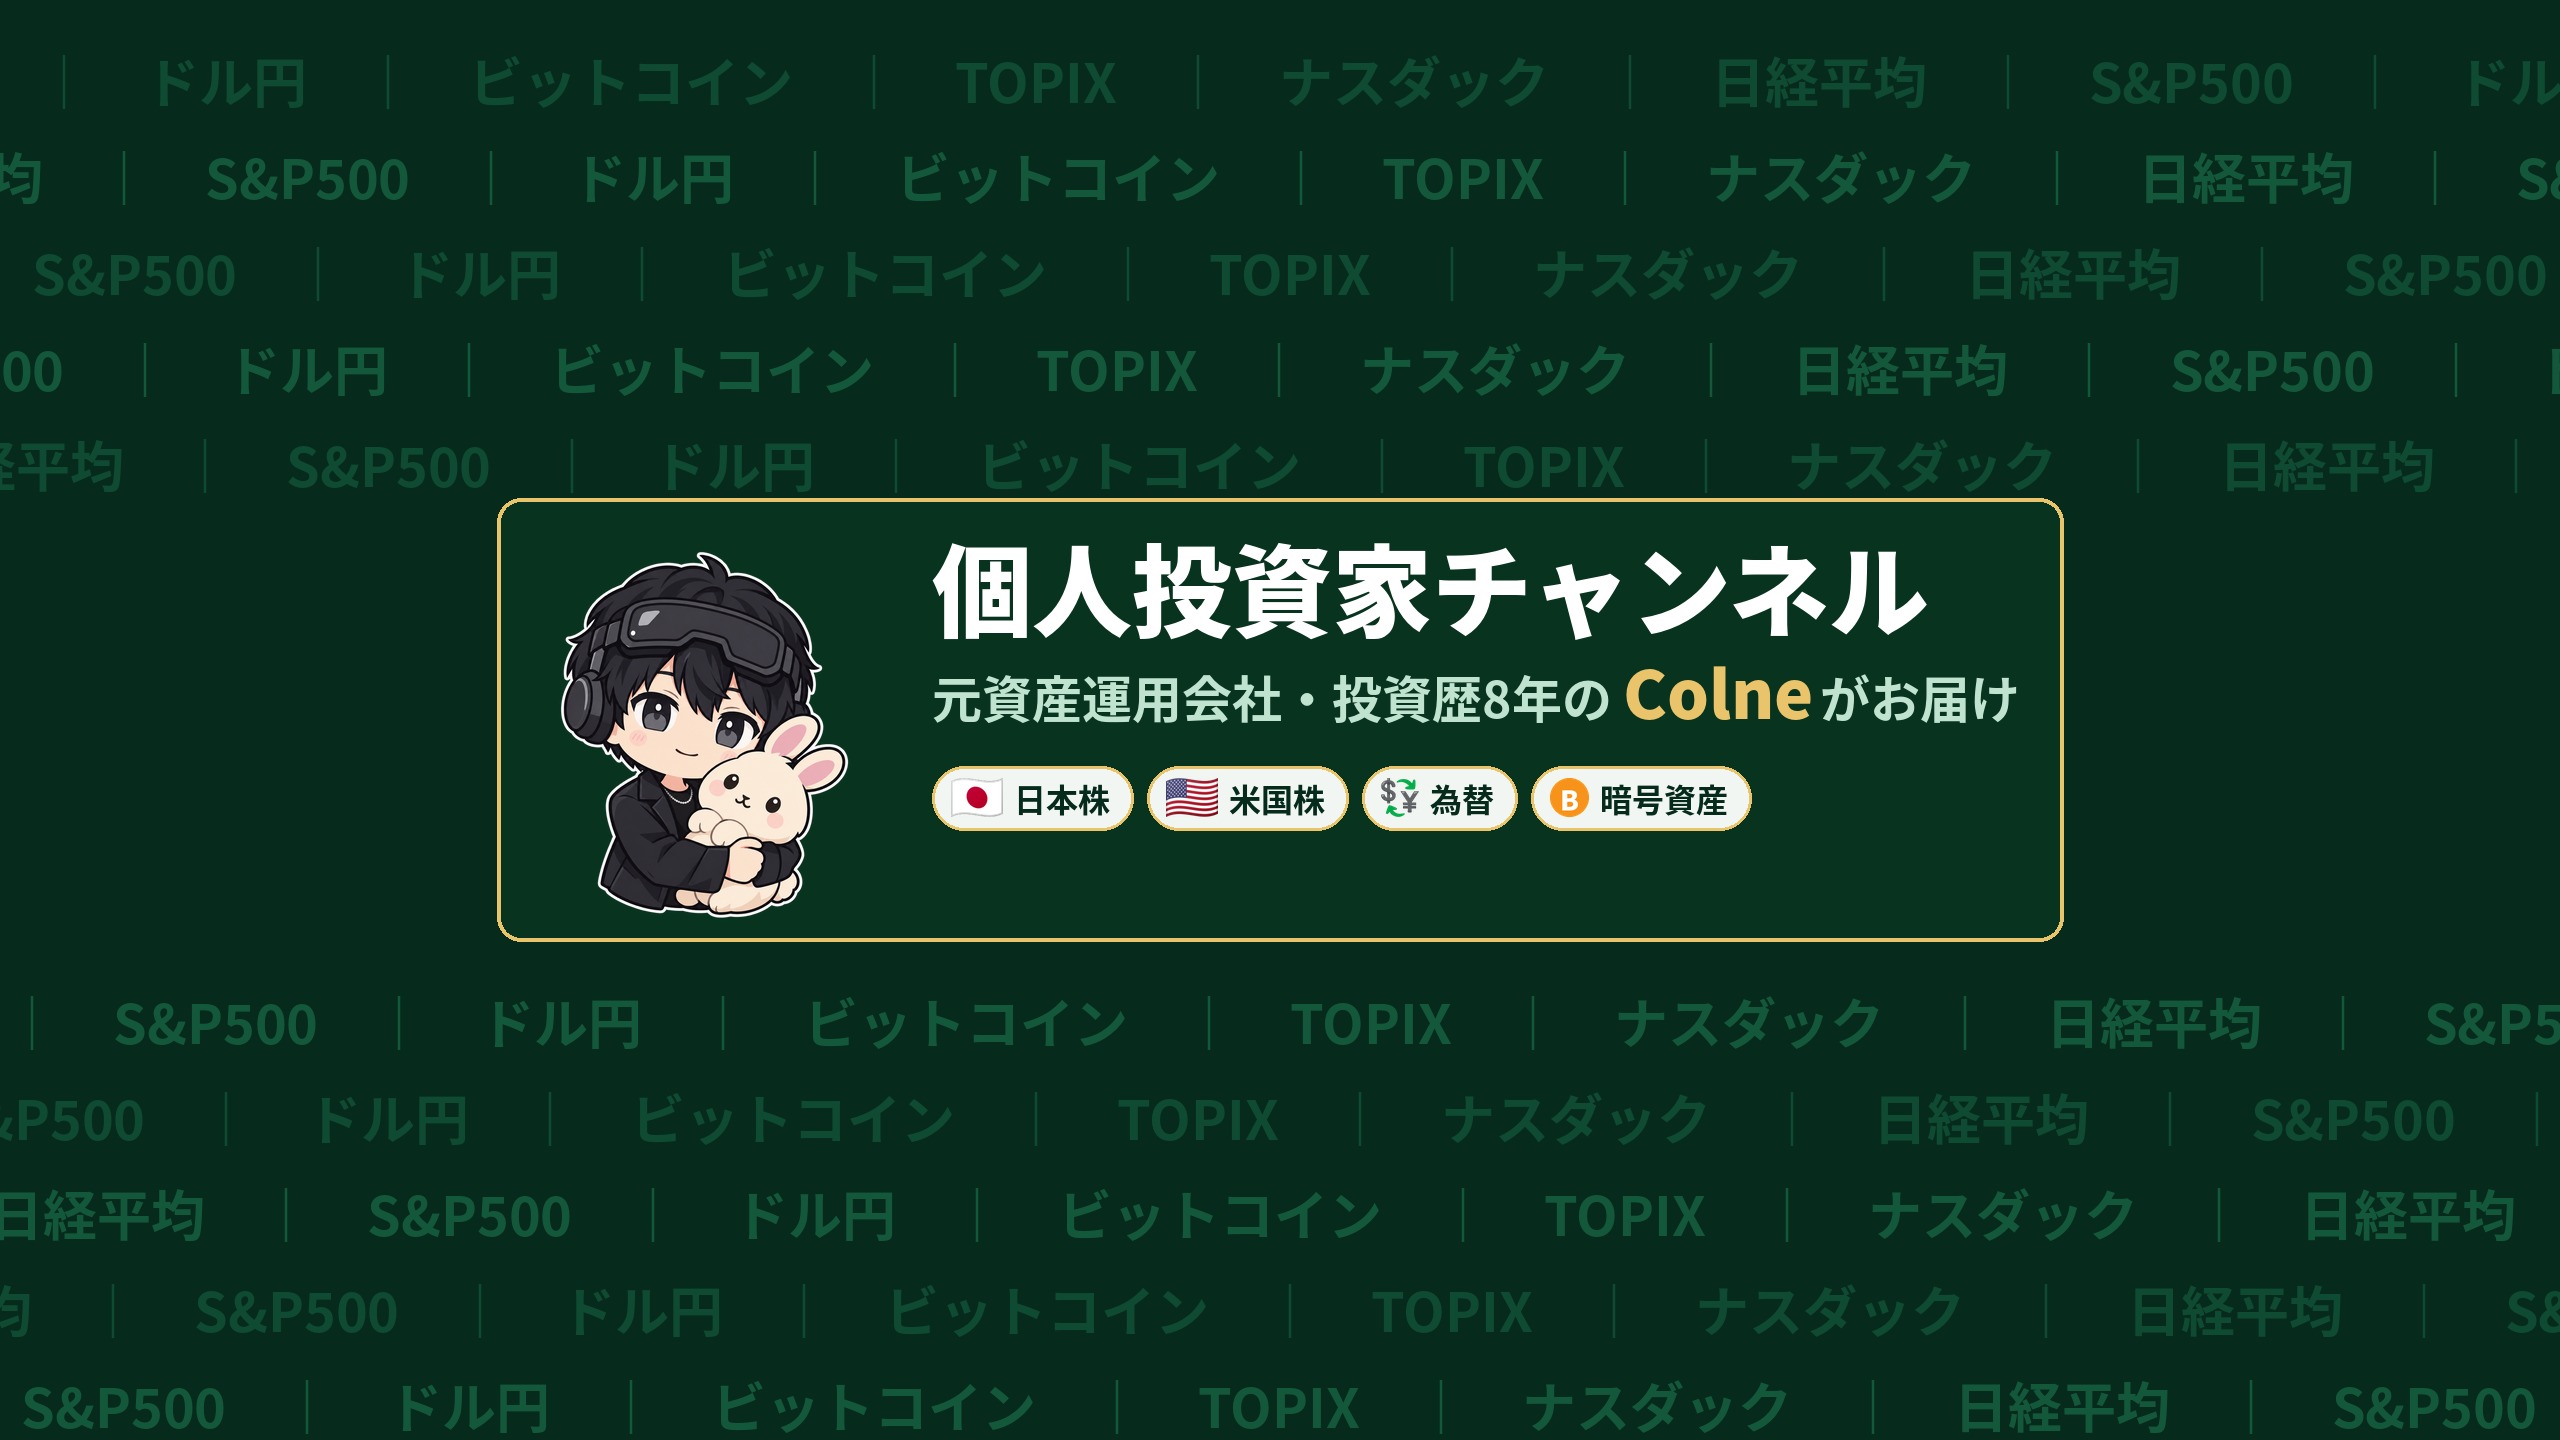 ｜ ドル円 ｜ ビットコイン ｜ TOPIX ｜ ナスダック ｜ 日経平均 ｜ S&P500 ｜ ドル
均 ｜ S&P500 ｜ ドル円 ｜ ビットコイン ｜ TOPIX ｜ ナスダック ｜ 日経平均 ｜ S&
S&P500 ｜ ドル円 ｜ ビットコイン ｜ TOPIX ｜ ナスダック ｜ 日経平均 ｜ S&P500
00 ｜ ドル円 ｜ ビットコイン ｜ TOPIX ｜ ナスダック ｜ 日経平均 ｜ S&P500 ｜
経平均 ｜ S&P500 ｜ ドル円 ｜ ビットコイン ｜ TOPIX ｜ ナスダック ｜ 日経平均 ｜
個人投資家チャンネル
元資産運用会社・投資歴8年の Colne がお届け
日本株 米国株 $¥ 為替 B 暗号資産
｜ S&P500 ｜ ドル円 ｜ ビットコイン ｜ TOPIX ｜ ナスダック ｜ 日経平均 ｜ S&P5
&P500 ｜ ドル円 ｜ ビットコイン ｜ TOPIX ｜ ナスダック ｜ 日経平均 ｜ S&P500 ｜
日経平均 ｜ S&P500 ｜ ドル円 ｜ ビットコイン ｜ TOPIX ｜ ナスダック ｜ 日経平均
均 ｜ S&P500 ｜ ドル円 ｜ ビットコイン ｜ TOPIX ｜ ナスダック ｜ 日経平均 ｜ S&
S&P500 ｜ ドル円 ｜ ビットコイン ｜ TOPIX ｜ ナスダック ｜ 日経平均 ｜ S&P500